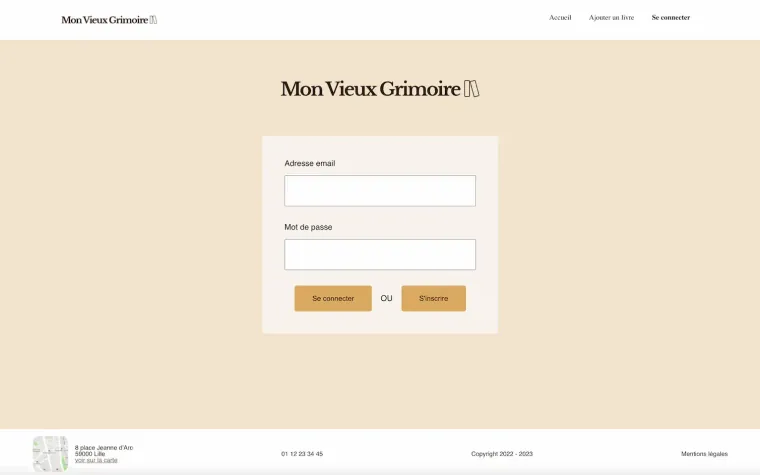 Mon Vieux Grimoire
Accueil
Ajouter un livre
Se connecter
Mon Vieux Grimoire
Adresse email
Mot de passe
Se connecter
OU
S'inscrire
8 place Jeanne d'Arc
59000 Lille
voir sur la carte
01 12 23 34 45
Copyright 2022 - 2023
Mentions légales